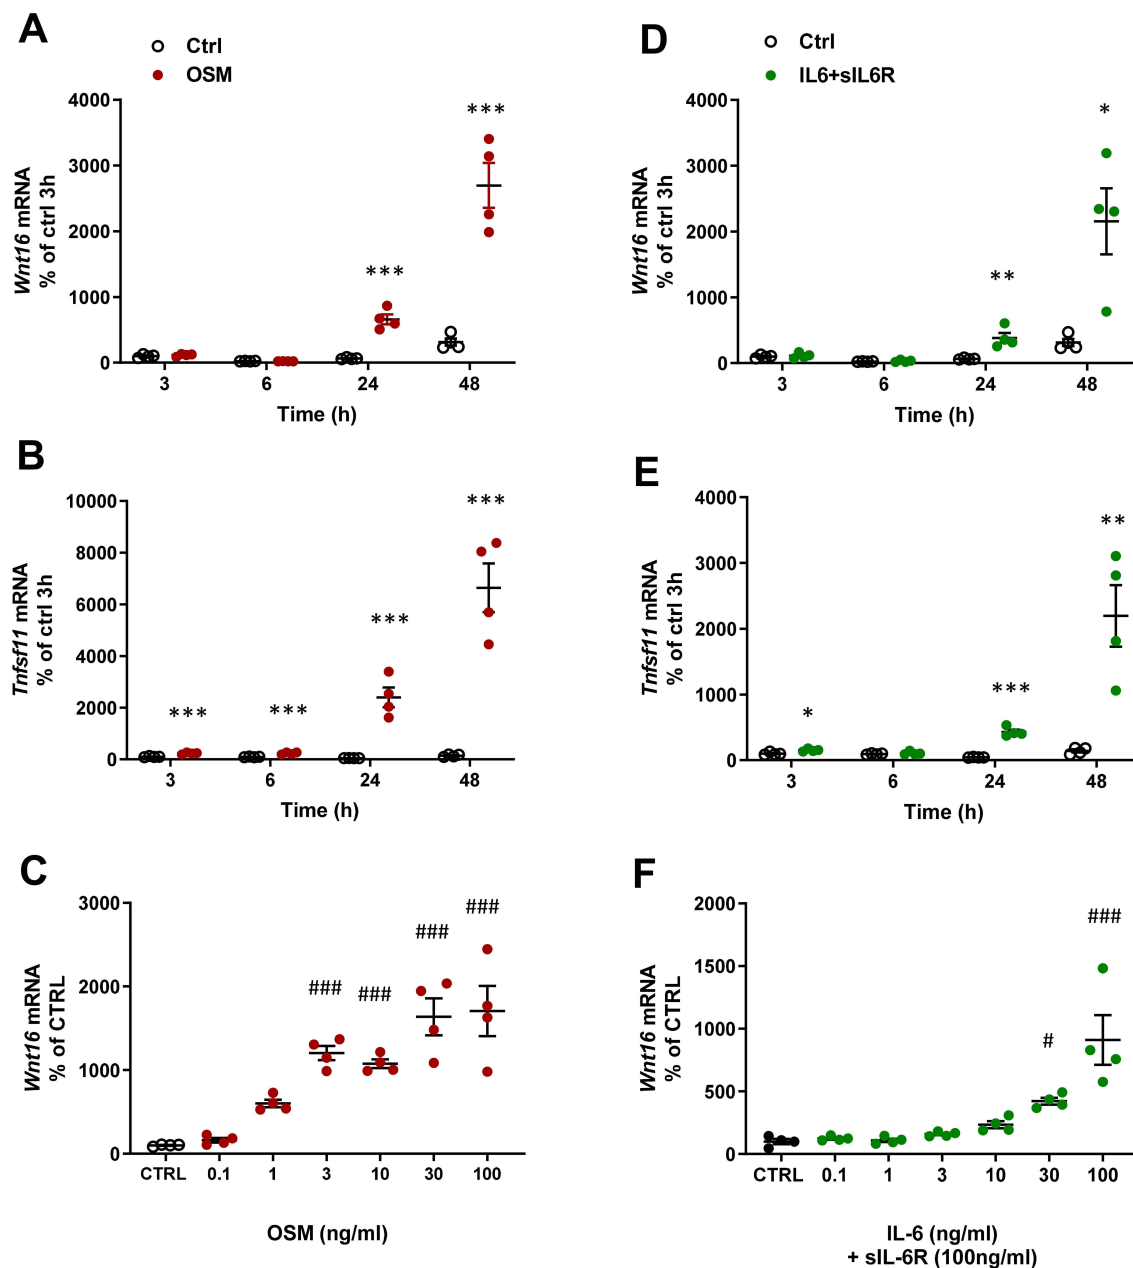 A
Ctrl
OSM
Wnt16 mRNA
% of ctrl 3h
4000
3000
2000
1000
0
***
***
3
6
24
48
Time (h)
D
Ctrl
IL6+sIL6R
Wnt16 mRNA
% of ctrl 3h
4000
3000
2000
1000
0
**
*
3
6
24
48
Time (h)
B
Tnfsf11 mRNA
% of ctrl 3h
10000
8000
6000
4000
2000
0
***
***
***
***
3
6
24
48
Time (h)
E
Tnfsf11 mRNA
% of ctrl 3h
4000
3000
2000
1000
0
*
***
**
3
6
24
48
Time (h)
C
Wnt16 mRNA
% of CTRL
3000
2000
1000
0
###
###
###
###
CTRL
0.1
1
3
10
30
100
OSM (ng/ml)
F
Wnt16 mRNA
% of CTRL
2000
1500
1000
500
0
#
###
CTRL
0.1
1
3
10
30
100
IL-6 (ng/ml)
+ sIL-6R (100ng/ml)